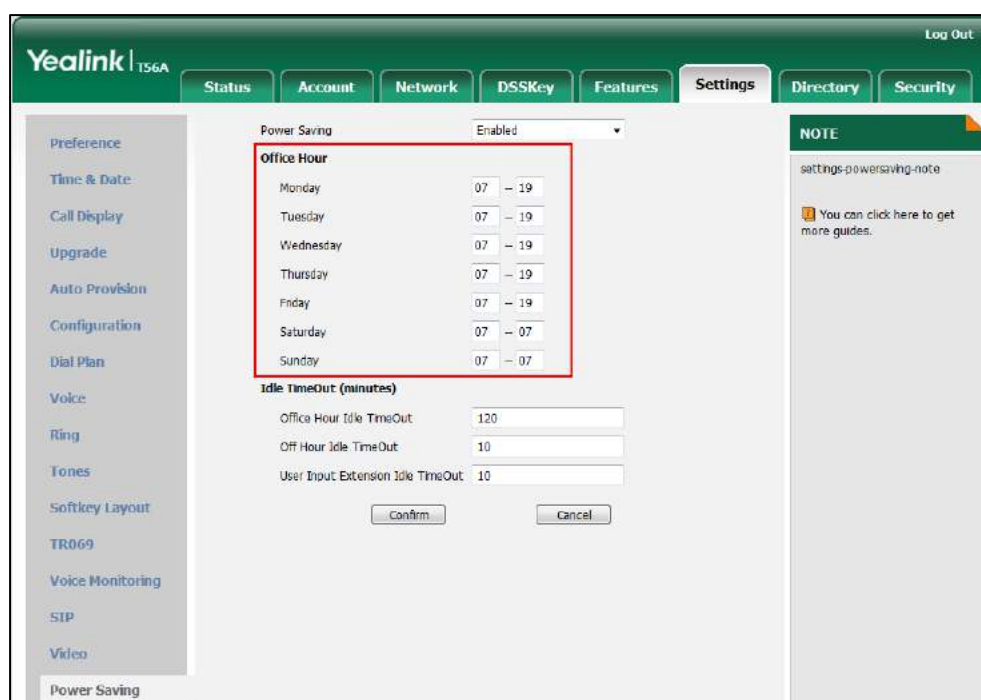 Log Out
Yealink | T56A
Status Account Network DSSKey Features Settings Directory Security
Preference
Time & Date
Call Display
Upgrade
Auto Provision
Configuration
Dial Plan
Voice
Ring
Tones
Softkey Layout
TR069
Voice Monitoring
SIP
Video
Power Saving
Power Saving Enabled
Office Hour
Monday 07 – 19
Tuesday 07 – 19
Wednesday 07 – 19
Thursday 07 – 19
Friday 07 – 19
Saturday 07 – 07
Sunday 07 – 07
Idle TimeOut (minutes)
Office Hour Idle TimeOut 120
Off Hour Idle TimeOut 10
User Input Extension Idle TimeOut 10
Confirm Cancel
NOTE
settings-powersaving-note
You can click here to get
more guides.